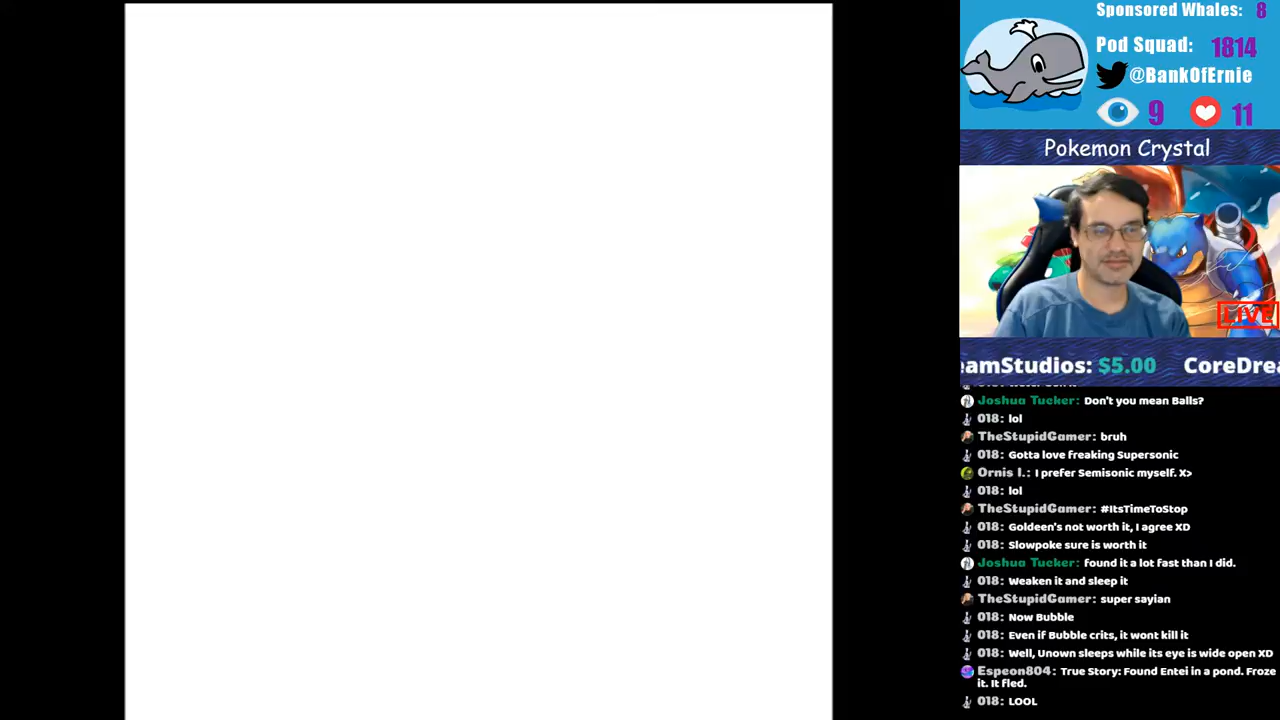 Sponsored Whales: 8
Pod Squad: 1814
@BankOfErnie
9 11
Pokemon Crystal
LIVE
eamStudios: $5.00 CoreDrea
Joshua Tucker: Don't you mean Balls?
018: lol
TheStupidGamer: bruh
018: Gotta love freaking Supersonic
Ornis I.: I prefer Semisonic myself. X>
018: lol
TheStupidGamer: #ItsTimeToStop
018: Goldeen's not worth it, I agree XD
018: Slowpoke sure is worth it
Joshua Tucker: found it a lot fast than I did.
018: Weaken it and sleep it
TheStupidGamer: super sayian
018: Now Bubble
018: Even if Bubble crits, it wont kill it
018: Well, Unown sleeps while its eye is wide open XD
Espeon804: True Story: Found Entei in a pond. Froze
it. It fled.
018: LOOL